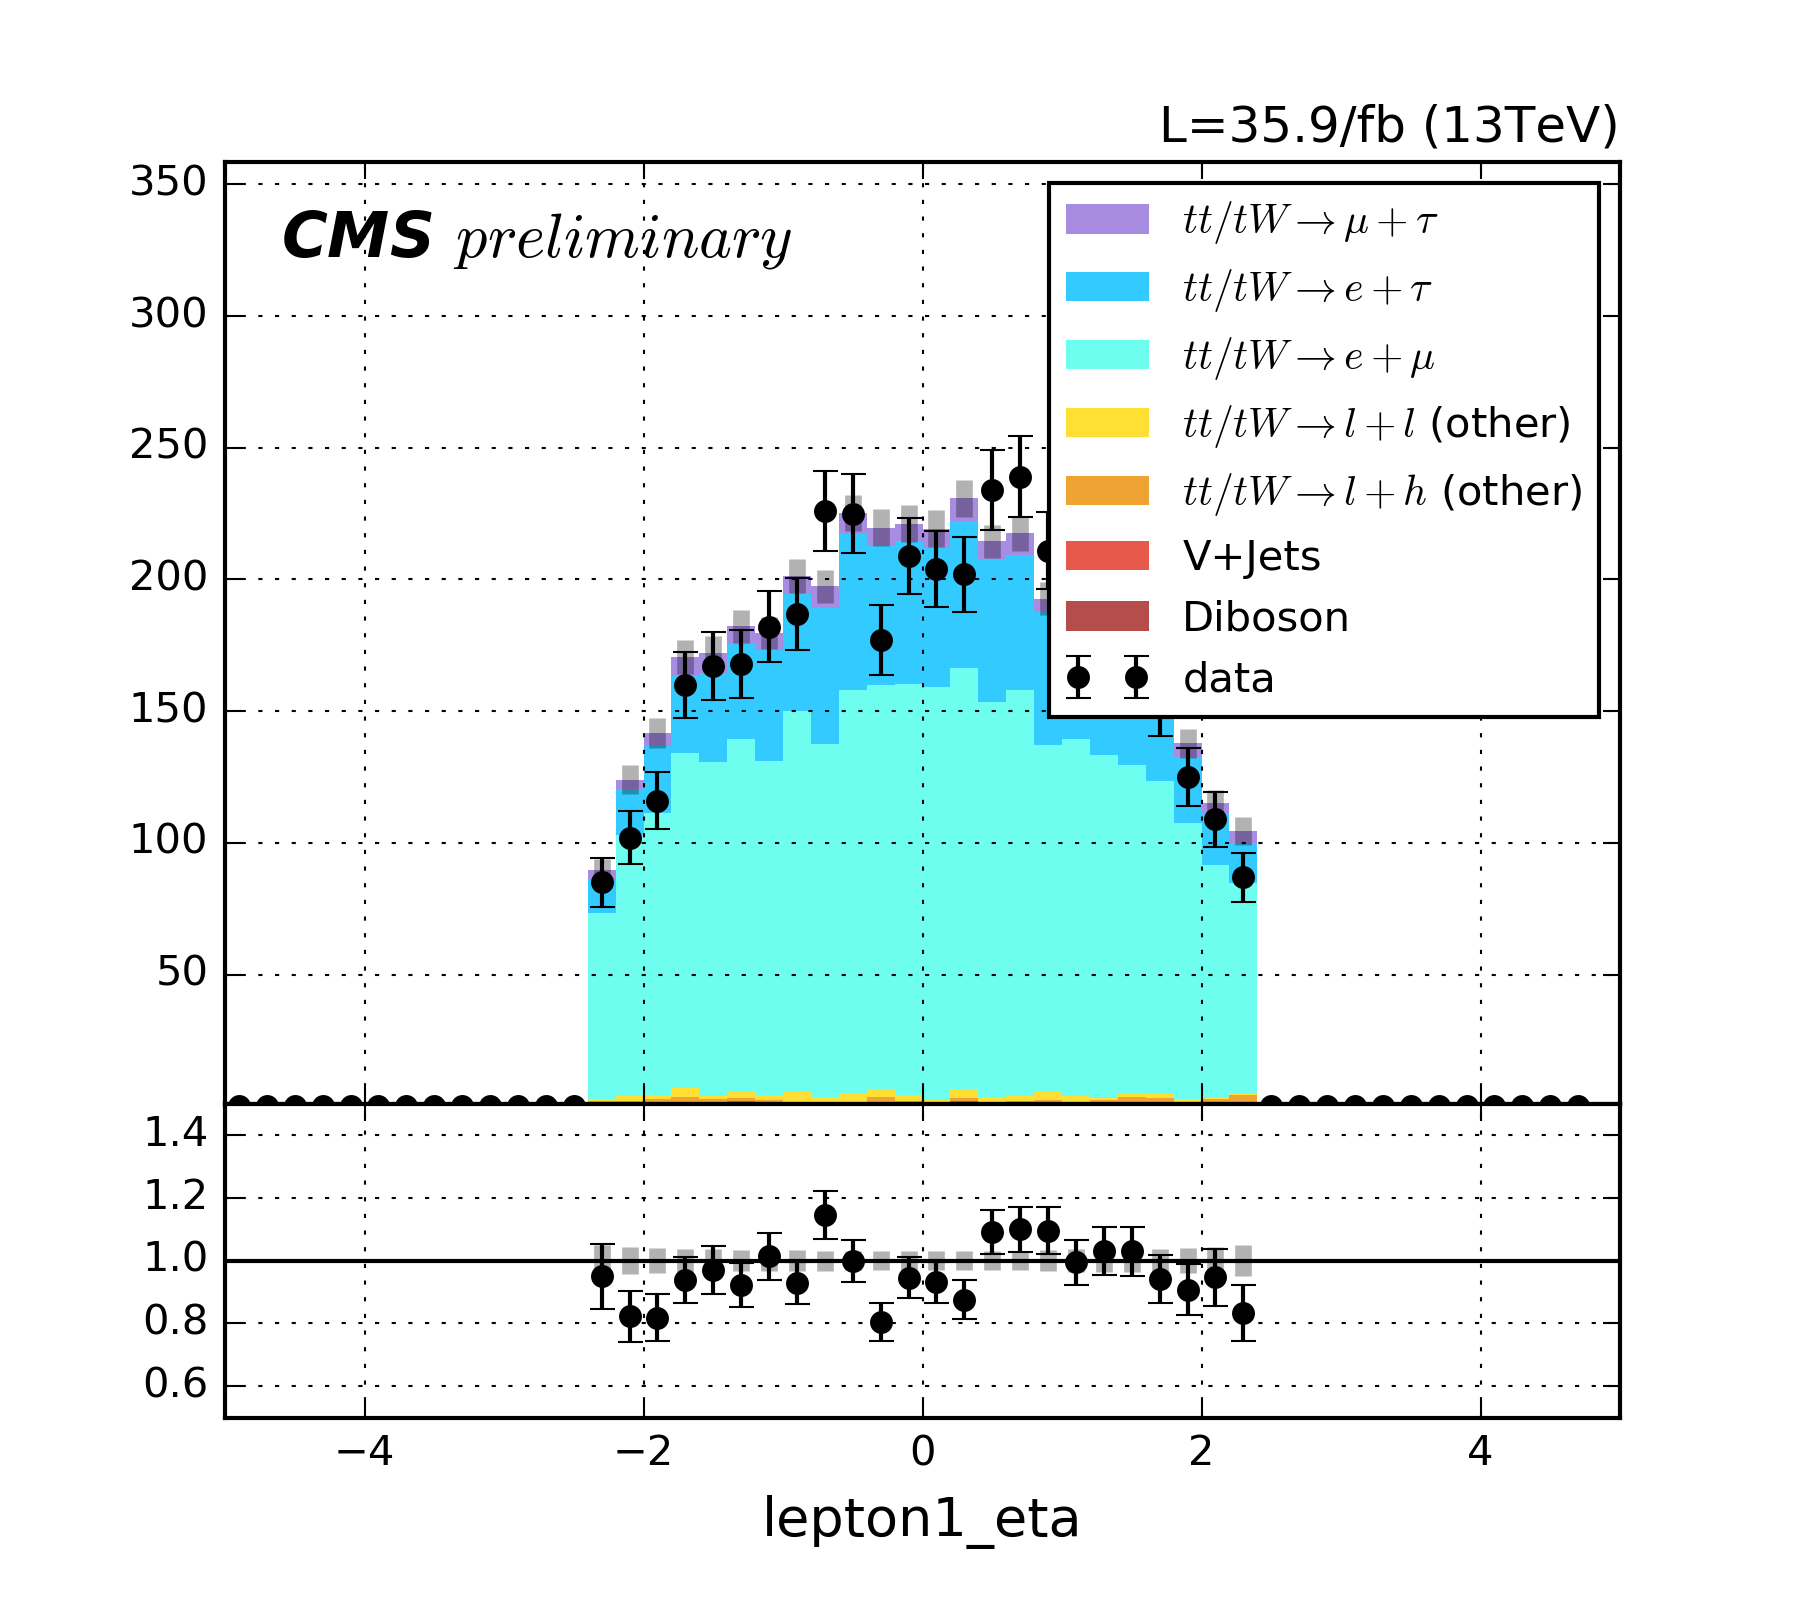 L=35.9/fb (13TeV)
CMS preliminary
350
300
250
200
150
100
50
tt/tW → μ + τ
tt/tW → e + τ
tt/tW → e + μ
tt/tW → l + l (other)
tt/tW → l + h (other)
V+Jets
Diboson
data
1.4
1.2
1.0
0.8
0.6
−4 −2 0 2 4
lepton1_eta